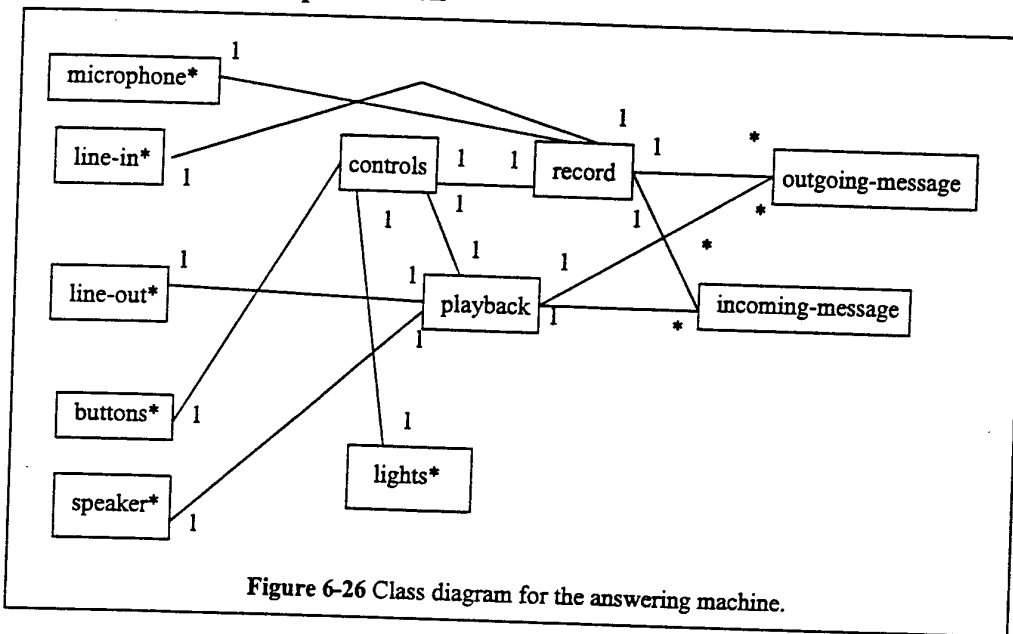 1
microphone*
1
line-in*
1
controls
1
1
record
1
*
outgoing-message
*
1
1
1
1
*
1
line-out*
1
playback
1
1
1
incoming-message
*
buttons*
1
1
lights*
speaker*
1
Figure 6-26 Class diagram for the answering machine.